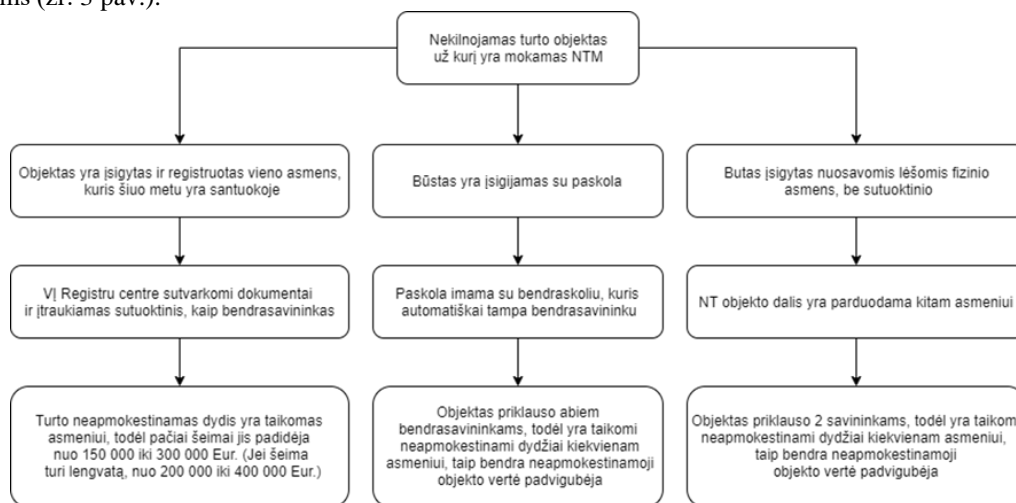 (žr. 3 pav.).
Nekilnojamas turto objektas
už kurį yra mokamas NTM
Objektas yra įsigytas ir registruotas vieno asmens,
kuris šiuo metu yra santuokoje
Būstas yra įsigijamas su paskola
Butas įsigytas nuosavomis lėšomis fizinio
asmens, be sutuoktinio
VĮ Registru centre sutvarkomi dokumentai
ir įtraukiamas sutuoktinis, kaip bendrasavininkas
Paskola imama su bendraskoliu, kuris
automatiškai tampa bendrasavininku
NT objekto dalis yra parduodama kitam asmeniui
Turto neapmokestinamas dydis yra taikomas
asmeniui, todėl pačiai šeimai jis padidėja
nuo 150 000 iki 300 000 Eur. (Jei šeima
turi lengvatą, nuo 200 000 iki 400 000 Eur.)
Objektas priklauso abiem
bendrasavininkams, todėl yra taikomi
neapmokestinami dydžiai kiekvienam
asmeniui, taip bendra neapmokestinamoji
objekto vertė padvigubėja
Objektas priklauso 2 savininkams, todėl yra taikomi
neapmokestinami dydžiai kiekvienam asmeniui,
taip bendra neapmokestinamoji
objekto vertė padvigubėja